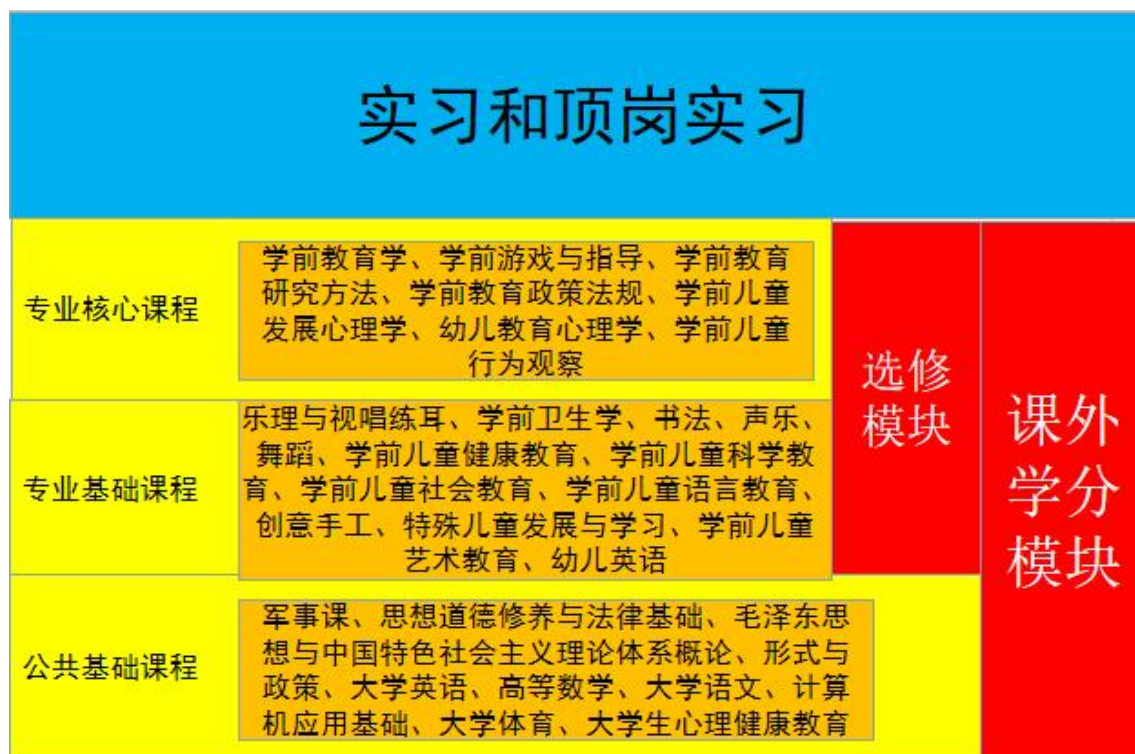 实习和顶岗实习
专业核心课程
学前教育学、学前游戏与指导、学前教育
研究方法、学前教育政策法规、学前儿童
发展心理学、幼儿教育心理学、学前儿童
行为观察
专业基础课程
乐理与视唱练耳、学前卫生学、书法、声乐、
舞蹈、学前儿童健康教育、学前儿童科学教
育、学前儿童社会教育、学前儿童语言教育、
创意手工、特殊儿童发展与学习、学前儿童
艺术教育、幼儿英语
公共基础课程
军事课、思想道德修养与法律基础、毛泽东思
想与中国特色社会主义理论体系概论、形式与
政策、大学英语、高等数学、大学语文、计算
机应用基础、大学体育、大学生心理健康教育
选修
模块
课外
学分
模块